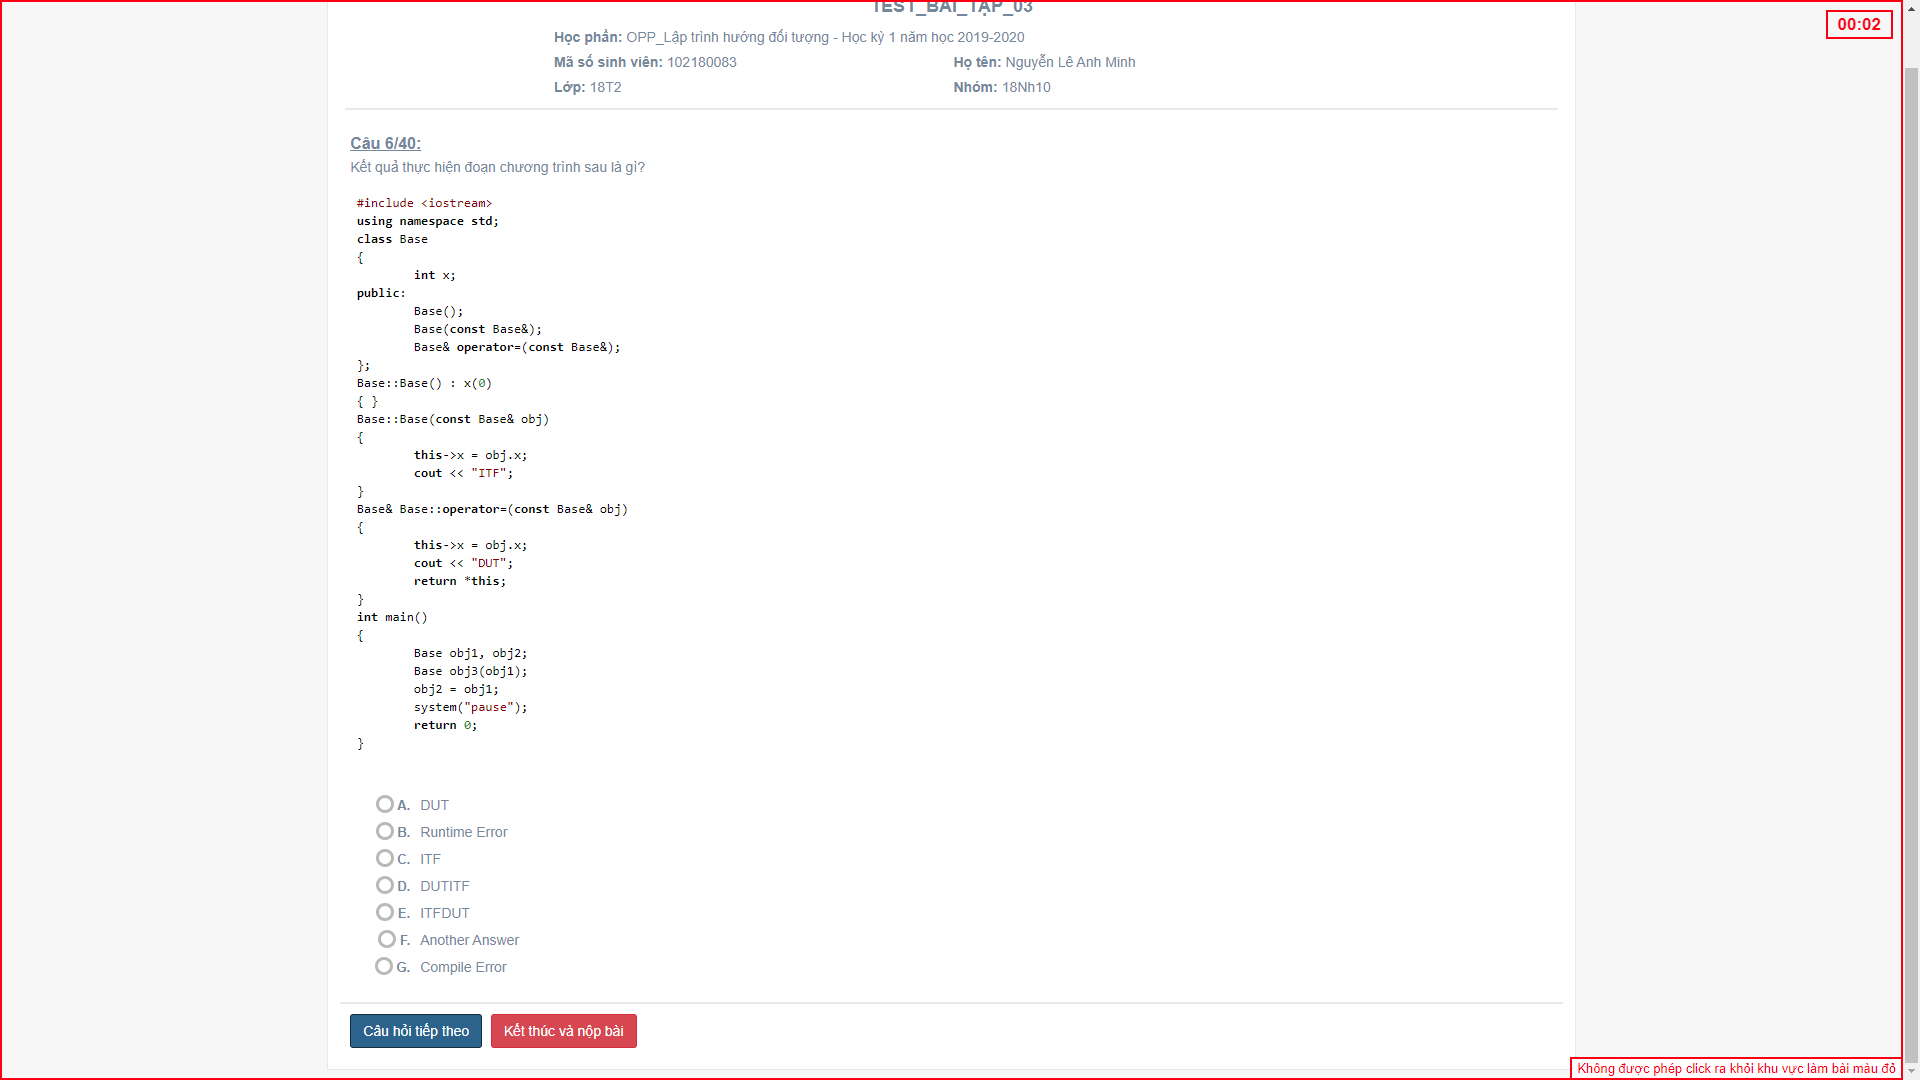 TEST_BÀI_TẬP_03
00:02
Học phần: OPP_Lập trình hướng đối tượng - Học kỳ 1 năm học 2019-2020
Mã số sinh viên: 102180083 Họ tên: Nguyễn Lê Anh Minh
Lớp: 18T2 Nhóm: 18Nh10
Câu 6/40:
Kết quả thực hiện đoạn chương trình sau là gì?
#include <iostream>
using namespace std;
class Base
{
int x;
public:
Base();
Base(const Base&);
Base& operator=(const Base&);
};
Base::Base() : x(0)
{ }
Base::Base(const Base& obj)
{
this->x = obj.x;
cout << "ITF";
}
Base& Base::operator=(const Base& obj)
{
this->x = obj.x;
cout << "DUT";
return *this;
}
int main()
{
Base obj1, obj2;
Base obj3(obj1);
obj2 = obj1;
system("pause");
return 0;
}
A. DUT
B. Runtime Error
C. ITF
D. DUTITF
E. ITFDUT
F. Another Answer
G. Compile Error
Câu hỏi tiếp theo Kết thúc và nộp bài
Không được phép click ra khỏi khu vực làm bài màu đỏ